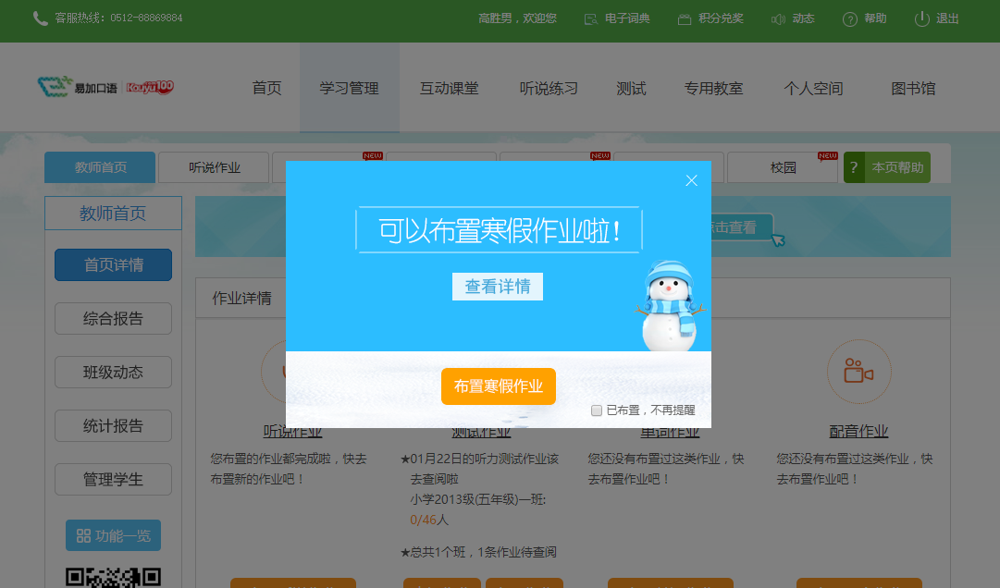 客服热线：0512-88869884
高胜男，欢迎您 电子词典 积分兑奖 动态 帮助 退出
易加口语 Kouyu100
首页 学习管理 互动课堂 听说练习 测试 专用教室 个人空间 图书馆
教师首页 听说作业 校园 ? 本页帮助
NEW NEW NEW
教师首页
点击查看
可以布置寒假作业啦！
查看详情
首页详情
作业详情
综合报告
班级动态
布置寒假作业
已布置，不再提醒
统计报告
听说作业 测试作业 单词作业 配音作业
您布置的作业都完成啦，快去
布置新的作业吧！
★01月22日的听力测试作业该
去查阅啦
小学2013级(五年级)一班:
0/46人
★总共1个班，1条作业待查阅
您还没有布置过这类作业，快
去布置作业吧！
您还没有布置过这类作业，快
去布置作业吧！
管理学生
功能一览